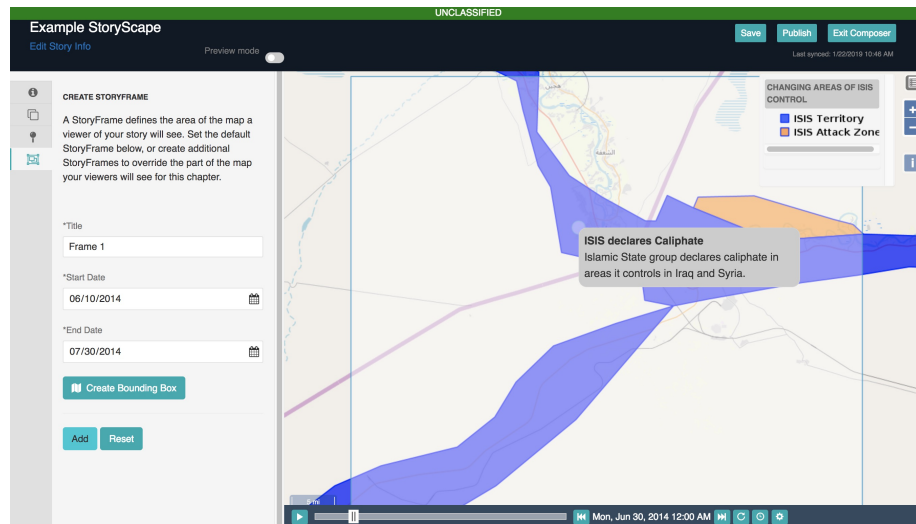 UNCLASSIFIED
Example StoryScape
Edit Story Info
Preview mode
Save
Publish
Exit Composer
Last synced: 1/22/2019 10:46 AM
CREATE STORYFRAME
A StoryFrame defines the area of the map a
viewer of your story will see. Set the default
StoryFrame below, or create additional
StoryFrames to override the part of the map
your viewers will see for this chapter.
*Title
Frame 1
*Start Date
06/10/2014
*End Date
07/30/2014
Create Bounding Box
Add
Reset
CHANGING AREAS OF ISIS
CONTROL
ISIS Territory
ISIS Attack Zone
ISIS declares Caliphate
Islamic State group declares caliphate in
areas it controls in Iraq and Syria.
5 mi
Mon, Jun 30, 2014 12:00 AM